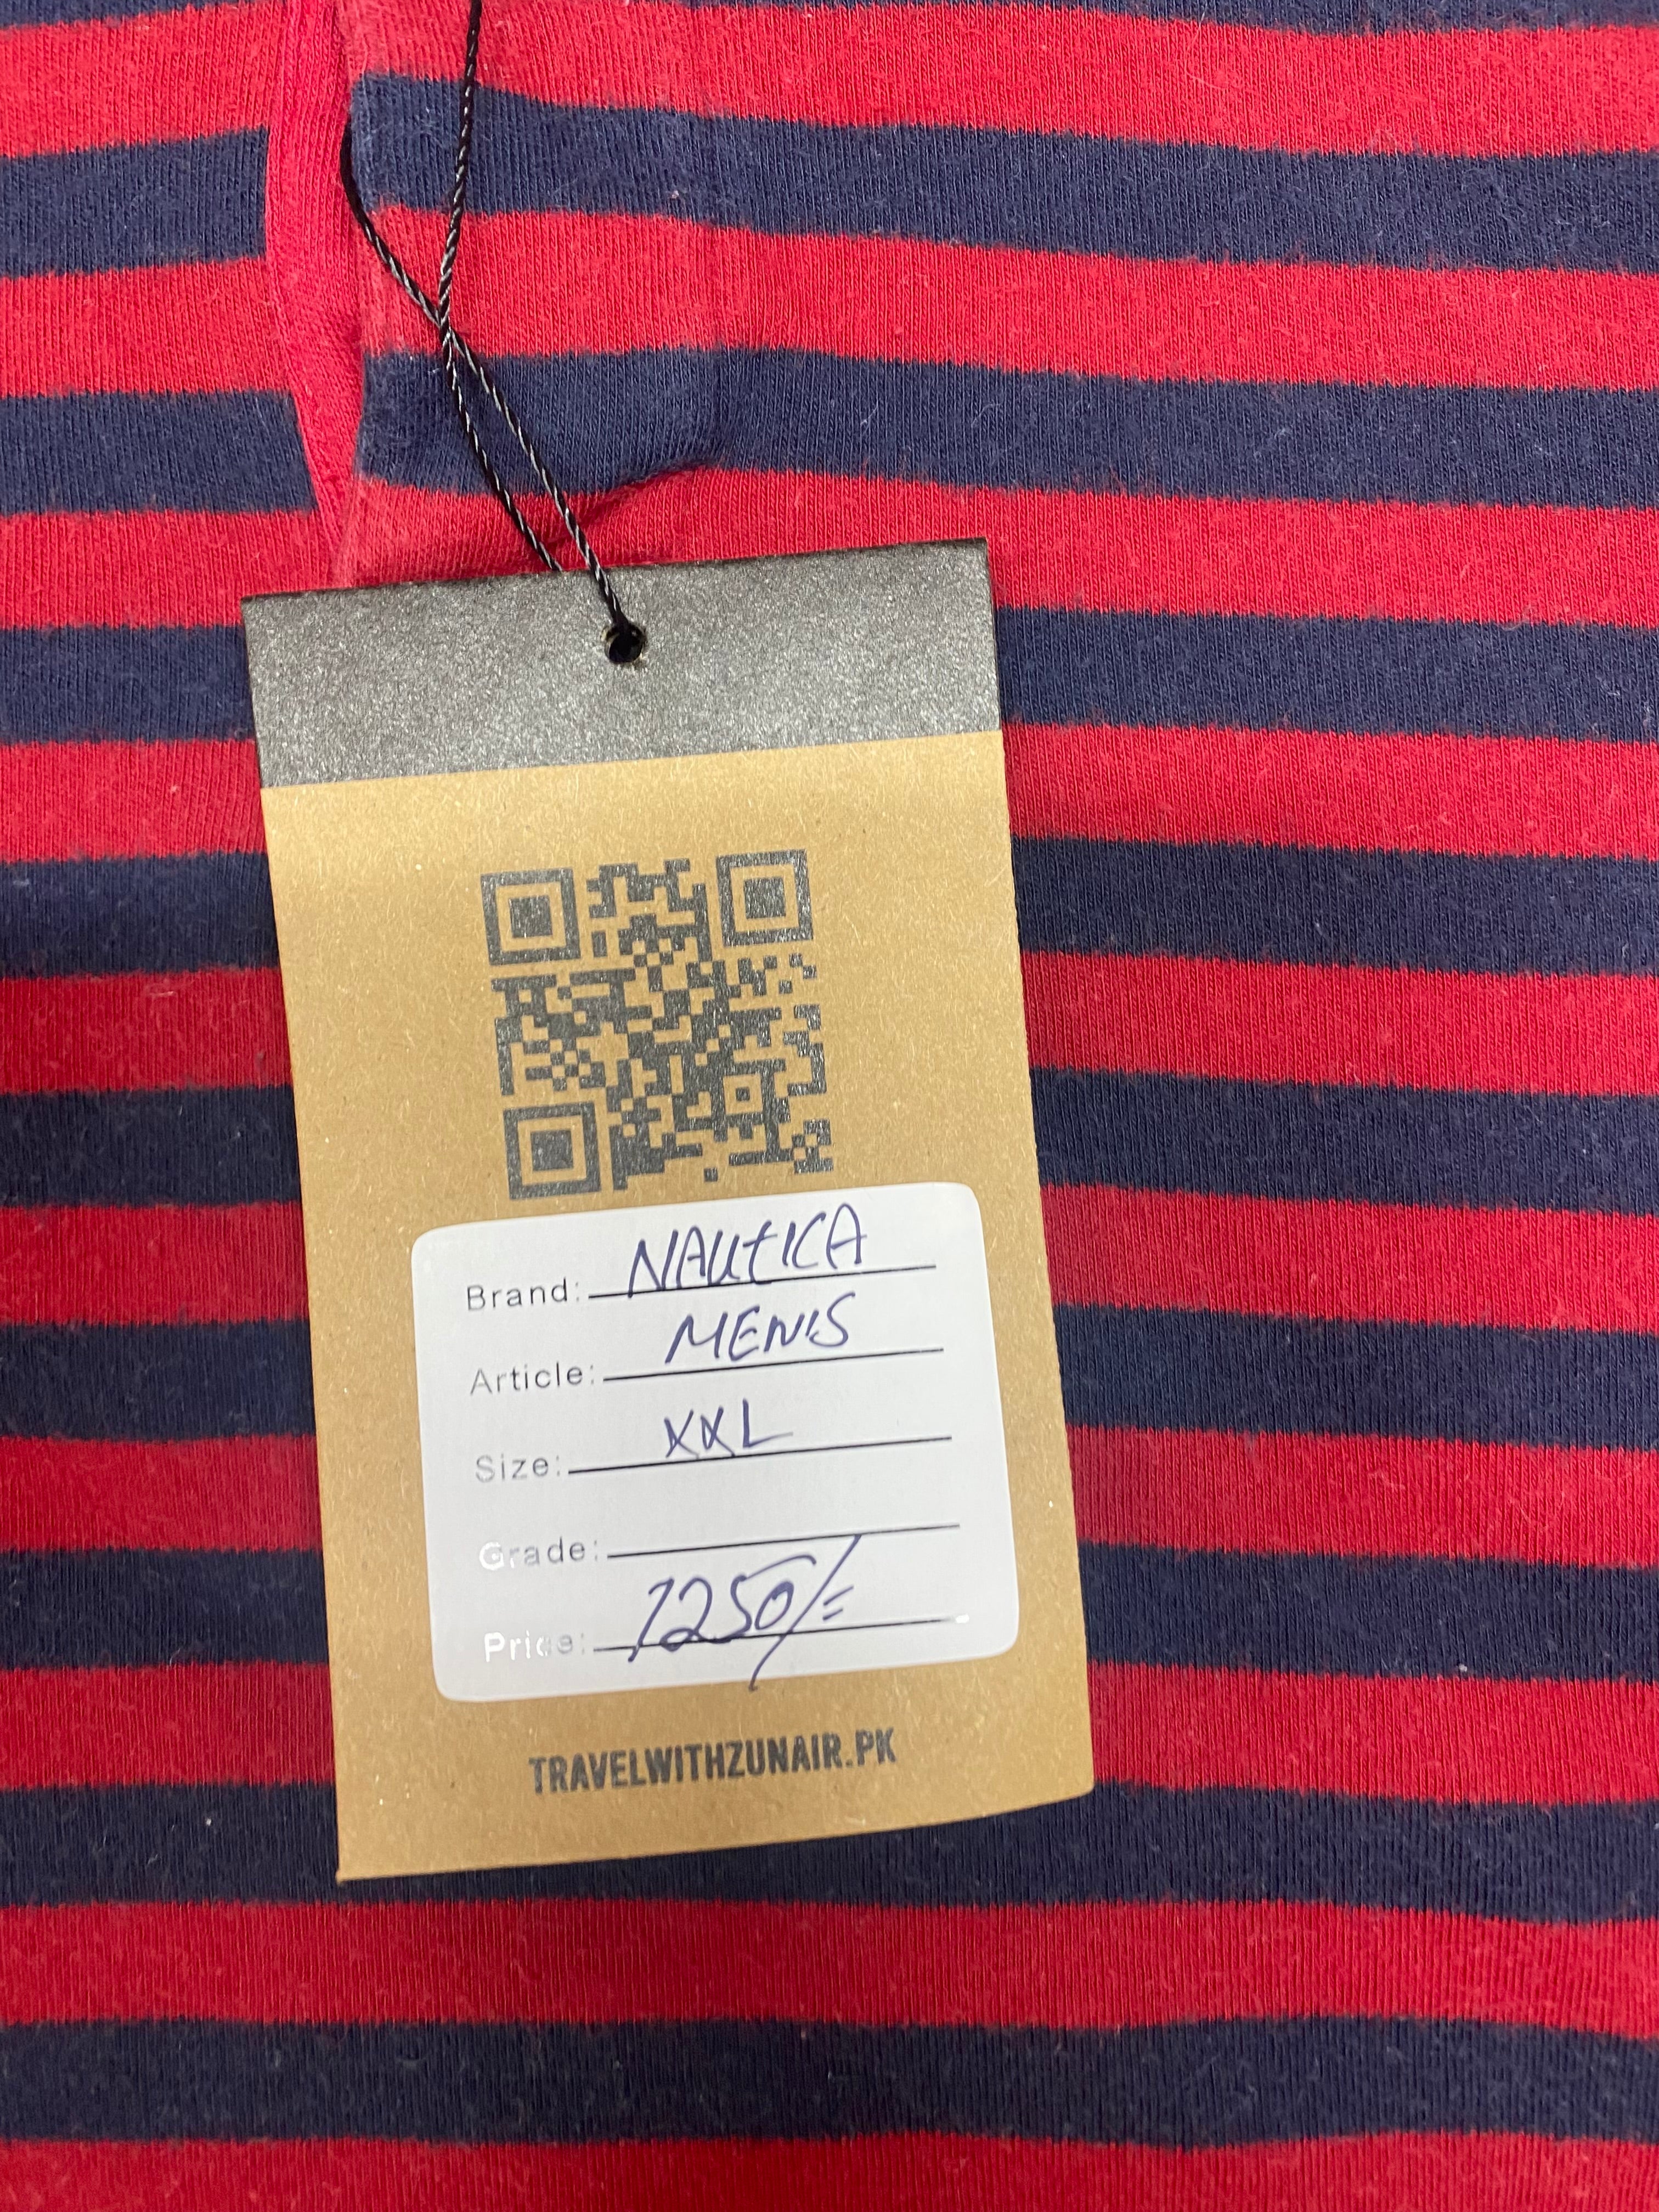 Brand: NAUtICA
Article: MENS
Size: XXL
Grade:
Price: 1250/=
TRAVELWITHZUNAIR.PK